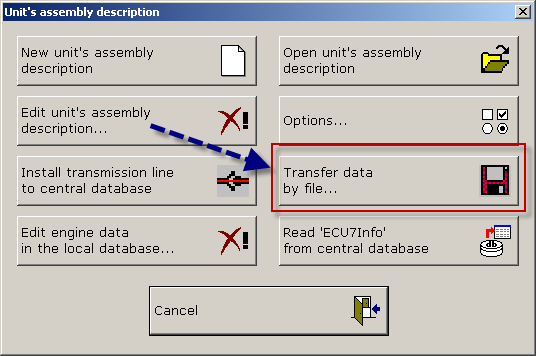 Unit's assembly description
New unit's assembly
description
Open unit's assembly
description
Edit unit's assembly
description...
Options...
Install transmission line
to central database
Transfer data
by file...
Edit engine data
in the local database...
Read 'ECU7Info'
from central database
Cancel